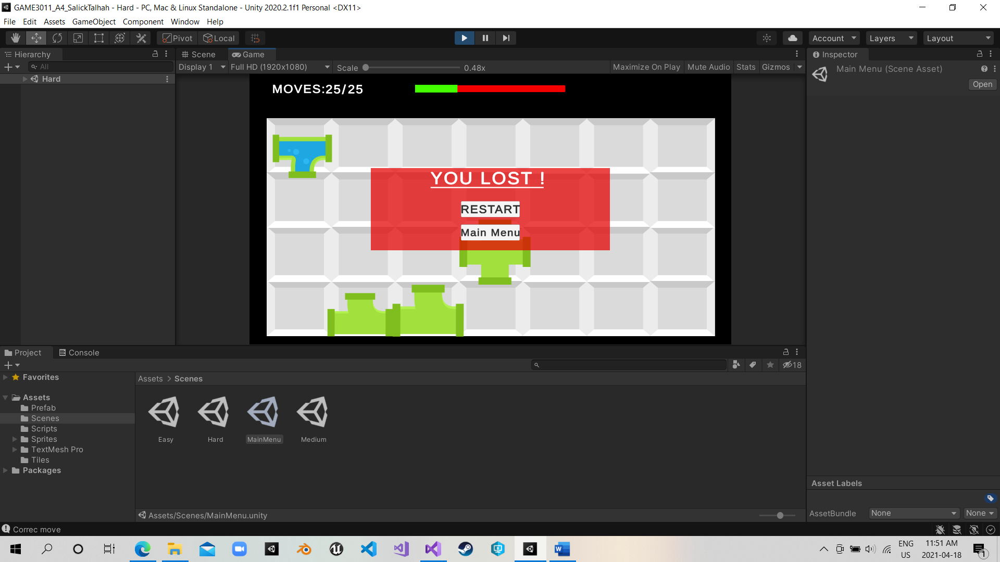 GAME3011_A4_SalickTalhah - Hard - PC, Mac & Linux Standalone - Unity 2020.2.1f1 Personal <DX11>
File Edit Assets GameObject Component Window Help
Pivot Local Account Layers Layout
Hierarchy
All
Hard
Scene Game
Display 1 Full HD (1920x1080) Scale 0.48x Maximize On Play Mute Audio Stats Gizmos
MOVES:25/25
YOU LOST !
RESTART
Main Menu
Inspector
Main Menu (Scene Asset)
Open
Project Console
18
Favorites
Assets
Prefab
Scenes
Scripts
Sprites
TextMesh Pro
Tiles
Packages
Assets > Scenes
Easy Hard MainMenu Medium
Assets/Scenes/MainMenu.unity
Asset Labels
AssetBundle None None
Correc move
ENG
US
11:51 AM
2021-04-18
1